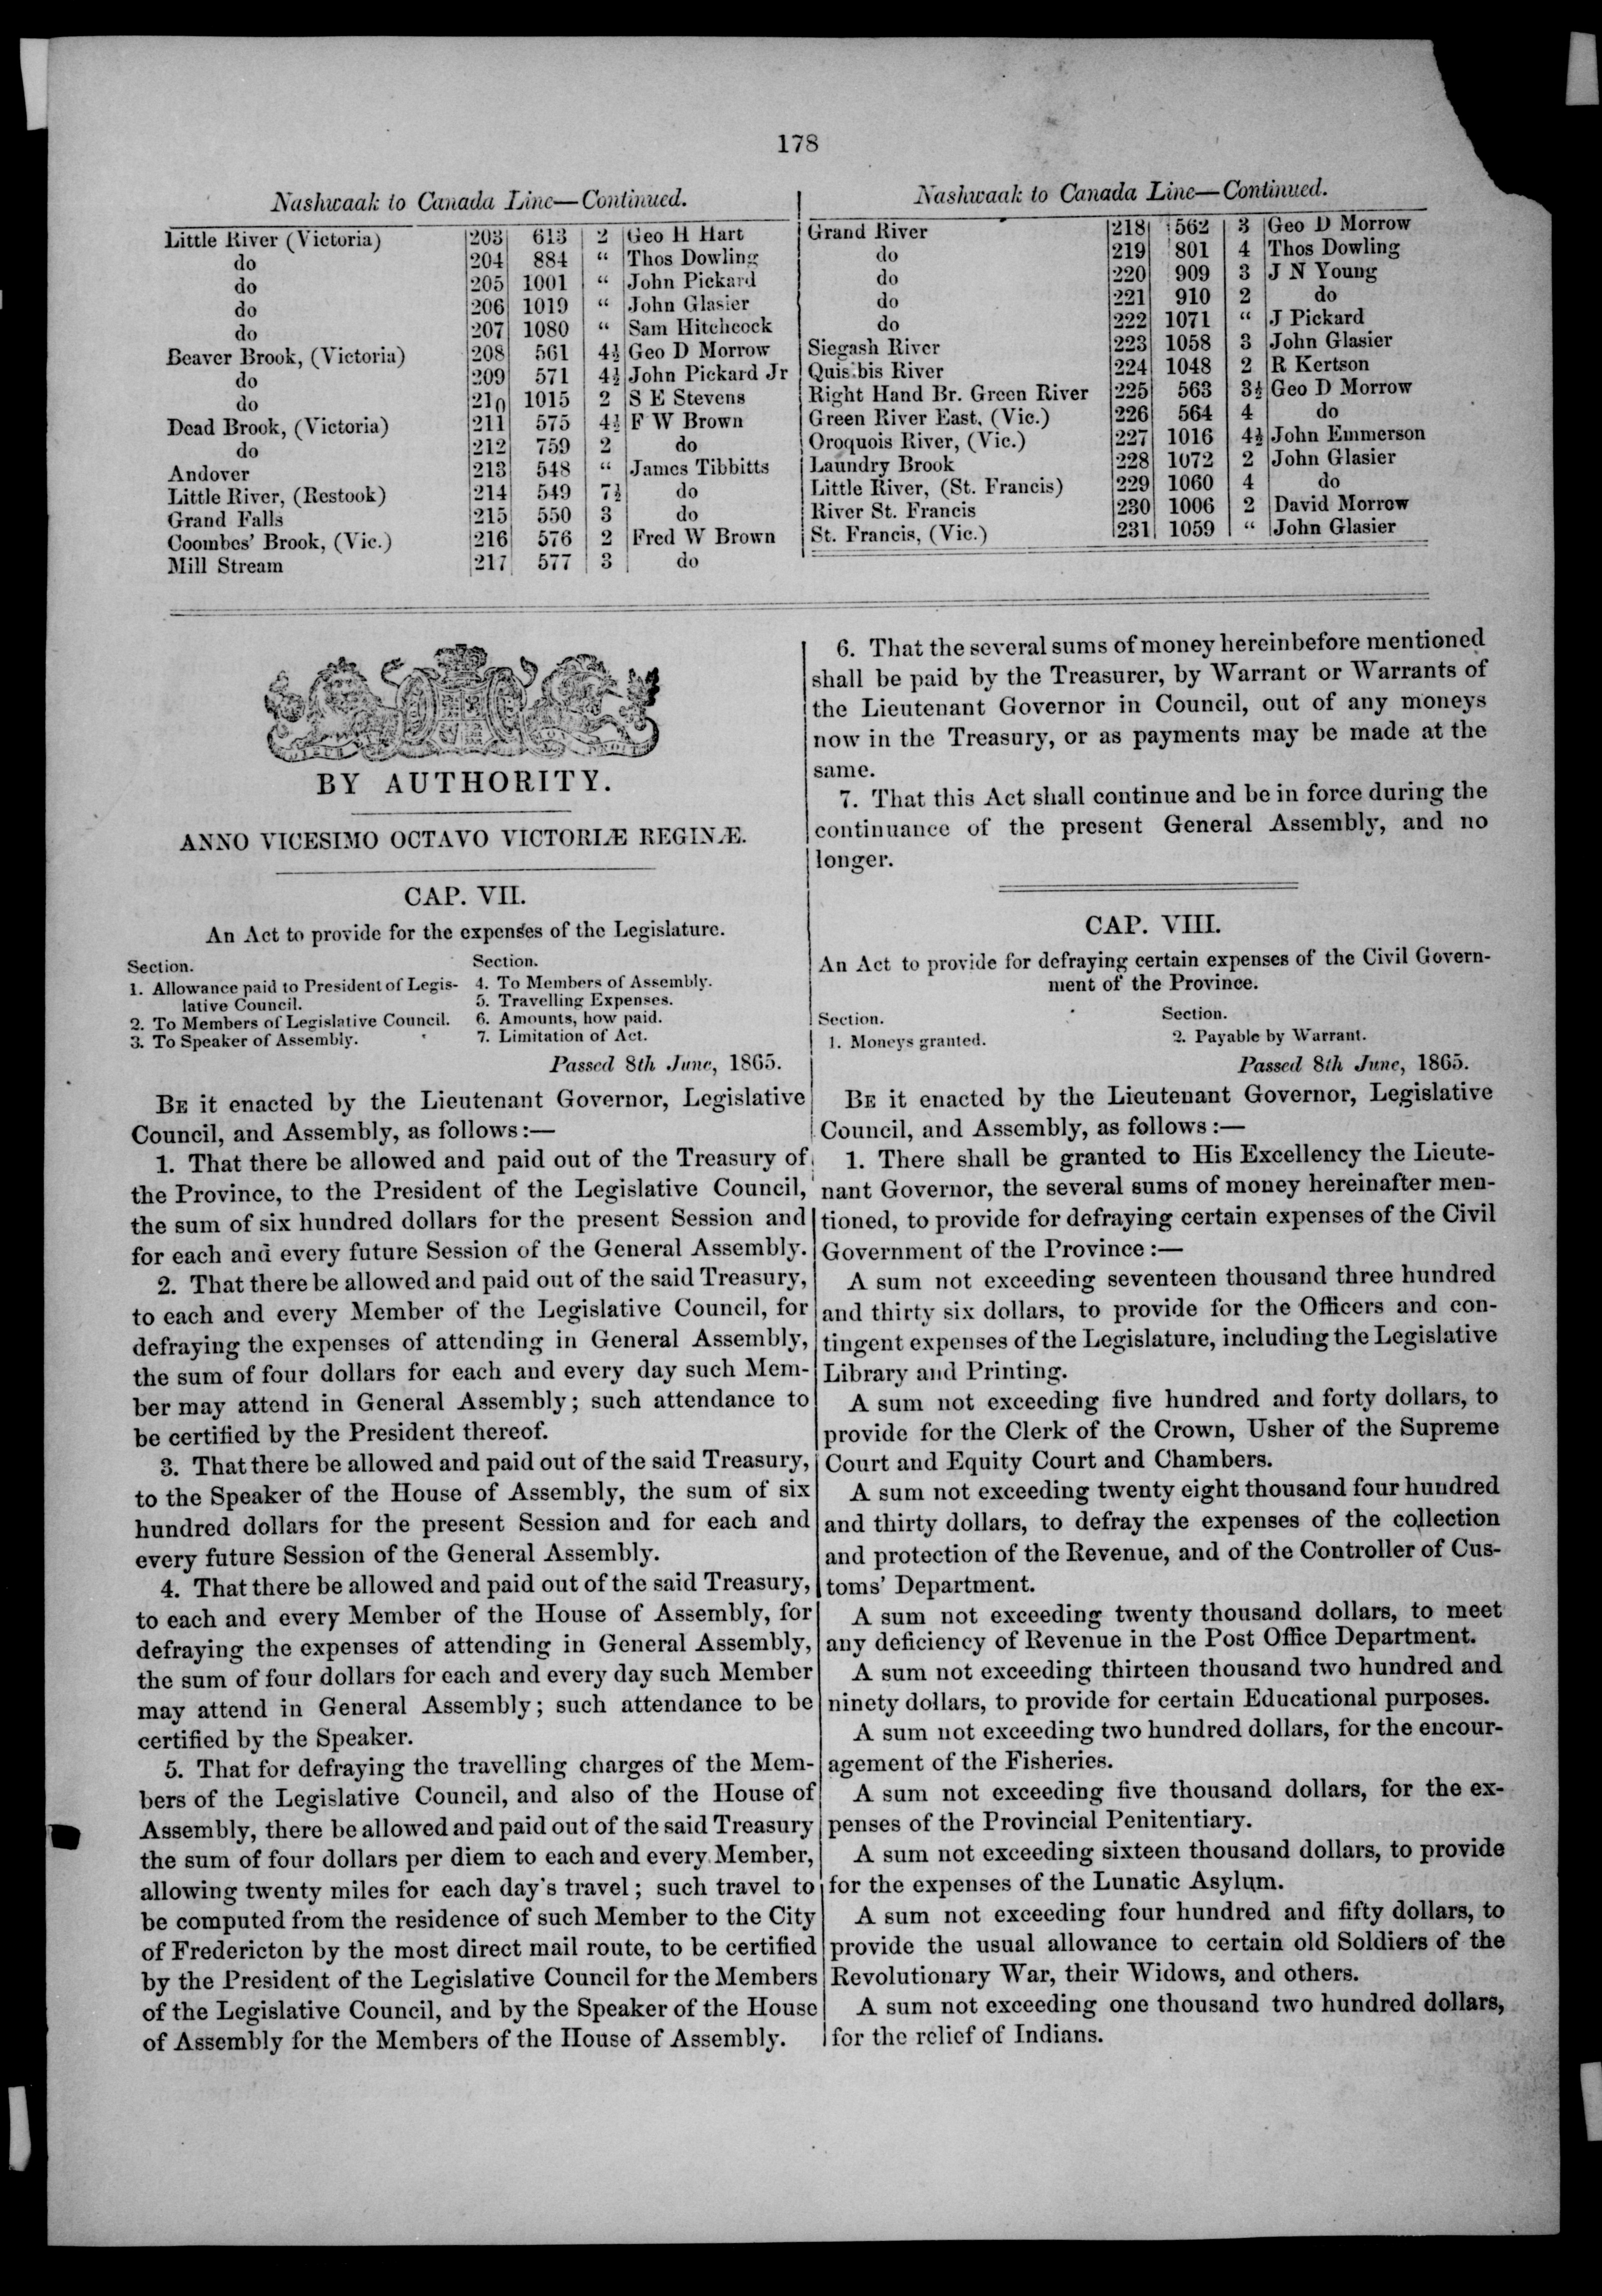 178
Nashwaak to Canada Line—Continued.
Little River (Victoria) 203 613 2 Geo H Hart
do 204 884 “ Thos Dowling
do 205 1001 “ John Pickard
do 206 1019 “ John Glasier
do 207 1080 “ Sam Hitchcock
Beaver Brook, (Victoria) 208 561 4½ Geo D Morrow
do 209 571 4½ John Pickard Jr
do 210 1015 2 S E Stevens
Dead Brook, (Victoria) 211 575 4½ F W Brown
do 212 759 2 do
Andover 213 548 “ James Tibbitts
Little River, (Restook) 214 549 7½ do
Grand Falls 215 550 3 do
Coombes' Brook, (Vic.) 216 576 2 Fred W Brown
Mill Stream 217 577 3 do
Nashwaak to Canada Line—Continued.
Grand River 218 562 3 Geo D Morrow
do 219 801 4 Thos Dowling
do 220 909 3 J N Young
do 221 910 2 do
do 222 1071 “ J Pickard
Siegash River 223 1058 3 John Glasier
Quisibis River 224 1048 2 R Kertson
Right Hand Br. Green River 225 563 3½ Geo D Morrow
Green River East, (Vic.) 226 564 4 do
Oroquois River, (Vic.) 227 1016 4½ John Emmerson
Laundry Brook 228 1072 2 John Glasier
Little River, (St. Francis) 229 1060 4 do
River St. Francis 230 1006 2 David Morrow
St. Francis, (Vic.) 231 1059 “ John Glasier
BY AUTHORITY.
ANNO VICESIMO OCTAVO VICTORIÆ REGINÆ.
CAP. VII.
An Act to provide for the expenses of the Legislature.
Section. Section.
1. Allowance paid to President of Legis- 4. To Members of Assembly.
lative Council. 5. Travelling Expenses.
2. To Members of Legislative Council. 6. Amounts, how paid.
3. To Speaker of Assembly. 7. Limitation of Act.
Passed 8th June, 1865.
BE it enacted by the Lieutenant Governor, Legislative
Council, and Assembly, as follows:—
1. That there be allowed and paid out of the Treasury of
the Province, to the President of the Legislative Council,
the sum of six hundred dollars for the present Session and
for each and every future Session of the General Assembly.
2. That there be allowed and paid out of the said Treasury,
to each and every Member of the Legislative Council, for
defraying the expenses of attending in General Assembly,
the sum of four dollars for each and every day such Mem-
ber may attend in General Assembly; such attendance to
be certified by the President thereof.
3. That there be allowed and paid out of the said Treasury,
to the Speaker of the House of Assembly, the sum of six
hundred dollars for the present Session and for each and
every future Session of the General Assembly.
4. That there be allowed and paid out of the said Treasury,
to each and every Member of the House of Assembly, for
defraying the expenses of attending in General Assembly,
the sum of four dollars for each and every day such Member
may attend in General Assembly; such attendance to be
certified by the Speaker.
5. That for defraying the travelling charges of the Mem-
bers of the Legislative Council, and also of the House of
Assembly, there be allowed and paid out of the said Treasury
the sum of four dollars per diem to each and every Member,
allowing twenty miles for each day's travel; such travel to
be computed from the residence of such Member to the City
of Fredericton by the most direct mail route, to be certified
by the President of the Legislative Council for the Members
of the Legislative Council, and by the Speaker of the House
of Assembly for the Members of the House of Assembly.
6. That the several sums of money hereinbefore mentioned
shall be paid by the Treasurer, by Warrant or Warrants of
the Lieutenant Governor in Council, out of any moneys
now in the Treasury, or as payments may be made at the
same.
7. That this Act shall continue and be in force during the
continuance of the present General Assembly, and no
longer.
CAP. VIII.
An Act to provide for defraying certain expenses of the Civil Govern-
ment of the Province.
Section. Section.
1. Moneys granted. 2. Payable by Warrant.
Passed 8th June, 1865.
BE it enacted by the Lieutenant Governor, Legislative
Council, and Assembly, as follows:—
1. There shall be granted to His Excellency the Lieute-
nant Governor, the several sums of money hereinafter men-
tioned, to provide for defraying certain expenses of the Civil
Government of the Province:—
A sum not exceeding seventeen thousand three hundred
and thirty six dollars, to provide for the Officers and con-
tingent expenses of the Legislature, including the Legislative
Library and Printing.
A sum not exceeding five hundred and forty dollars, to
provide for the Clerk of the Crown, Usher of the Supreme
Court and Equity Court and Chambers.
A sum not exceeding twenty eight thousand four hundred
and thirty dollars, to defray the expenses of the collection
and protection of the Revenue, and of the Controller of Cus-
toms' Department.
A sum not exceeding twenty thousand dollars, to meet
any deficiency of Revenue in the Post Office Department.
A sum not exceeding thirteen thousand two hundred and
ninety dollars, to provide for certain Educational purposes.
A sum not exceeding two hundred dollars, for the encour-
agement of the Fisheries.
A sum not exceeding five thousand dollars, for the ex-
penses of the Provincial Penitentiary.
A sum not exceeding sixteen thousand dollars, to provide
for the expenses of the Lunatic Asylum.
A sum not exceeding four hundred and fifty dollars, to
provide the usual allowance to certain old Soldiers of the
Revolutionary War, their Widows, and others.
A sum not exceeding one thousand two hundred dollars,
for the relief of Indians.